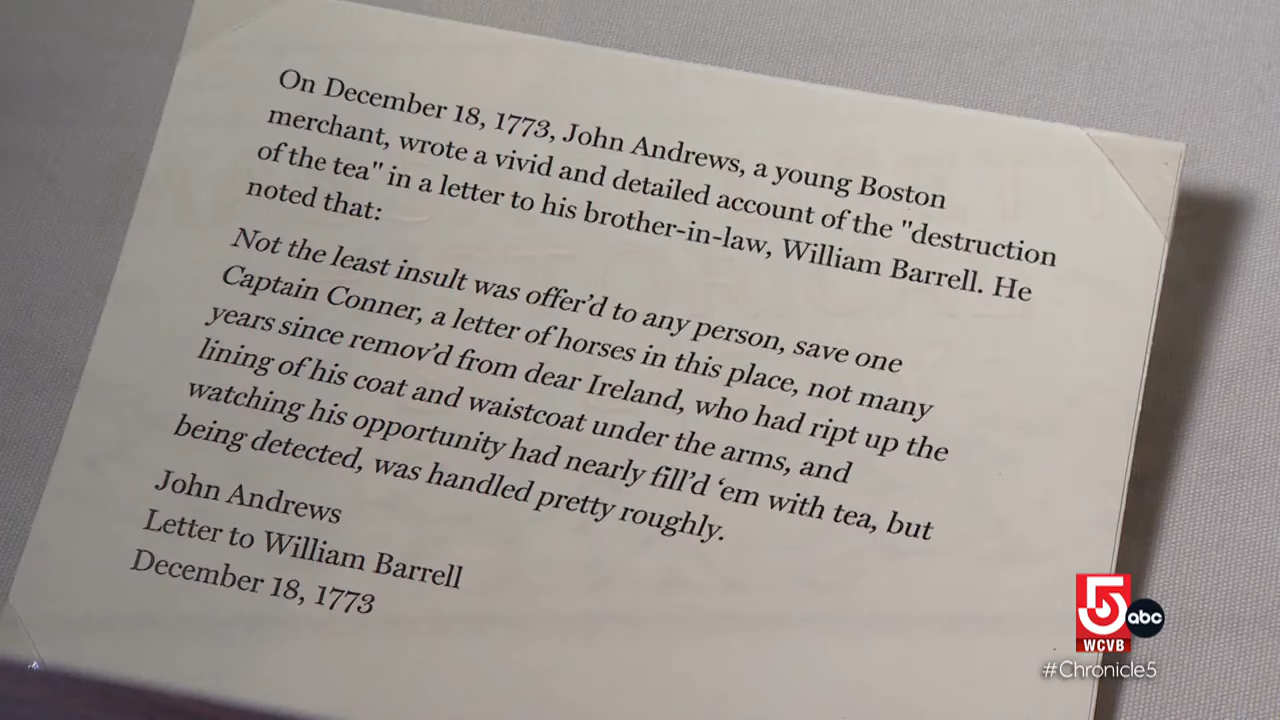 On December 18, 1773, John Andrews, a young Boston
merchant, wrote a vivid and detailed account of the "destruction
of the tea" in a letter to his brother-in-law, William Barrell. He
noted that:
Not the least insult was offer'd to any person, save one
Captain Conner, a letter of horses in this place, not many
years since remov'd from dear Ireland, who had ript up the
lining of his coat and waistcoat under the arms, and
watching his opportunity had nearly fill'd ‘em with tea, but
being detected, was handled pretty roughly.
John Andrews
Letter to William Barrell
December 18, 1773
5 abc
WCVB
#Chronicle5